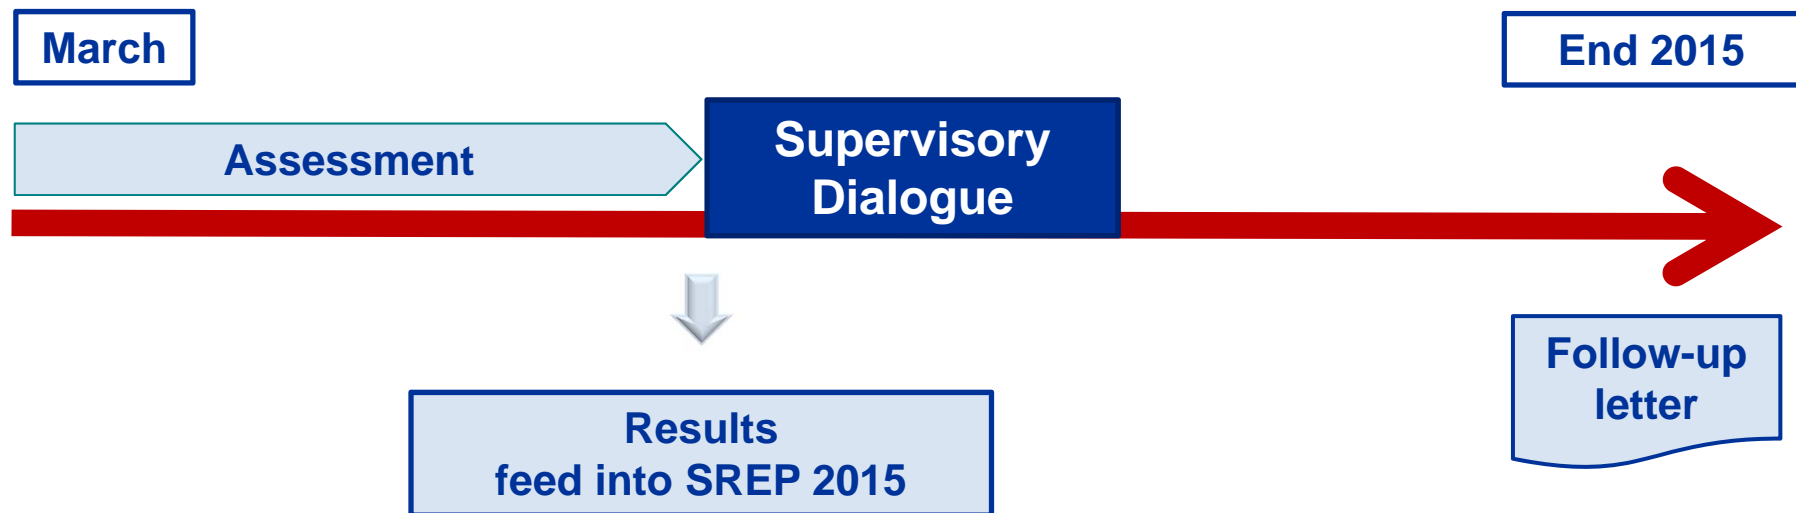 March
End 2015
Assessment
Supervisory
Dialogue
Follow-up
letter
Results
feed into SREP 2015